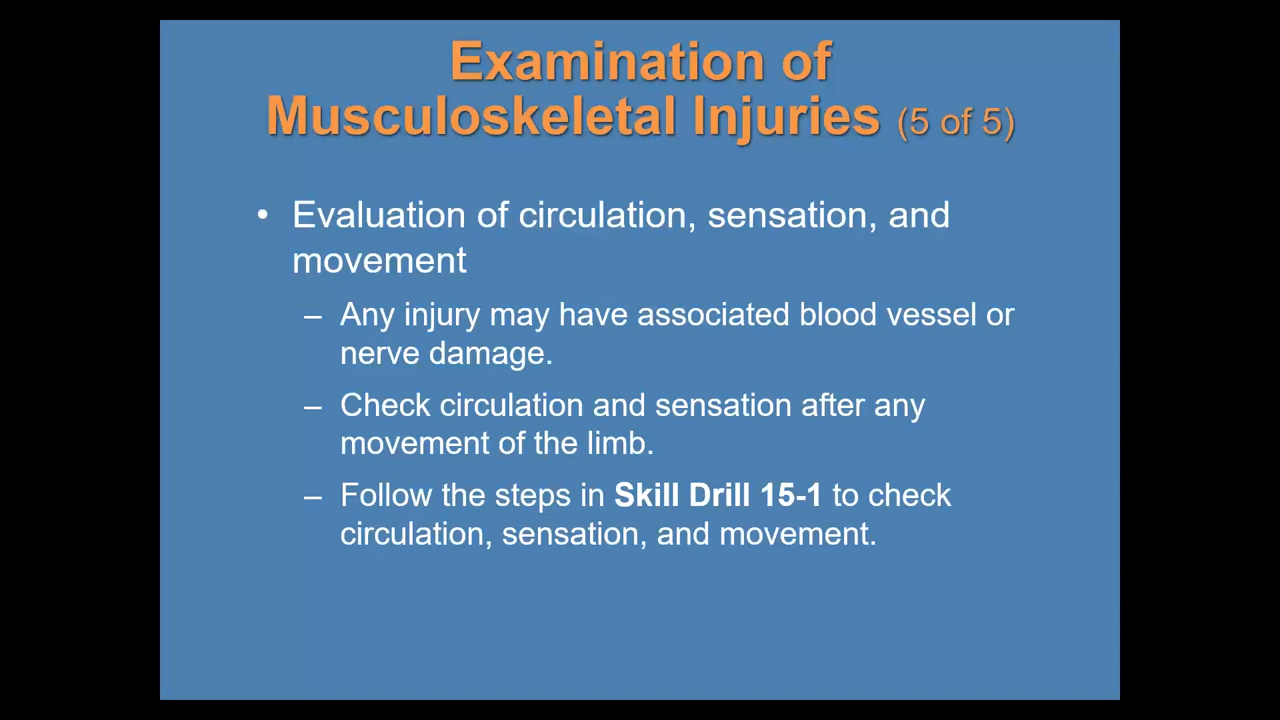 Examination of
Musculoskeletal Injuries (5 of 5)
• Evaluation of circulation, sensation, and
movement
– Any injury may have associated blood vessel or
nerve damage.
– Check circulation and sensation after any
movement of the limb.
– Follow the steps in Skill Drill 15-1 to check
circulation, sensation, and movement.